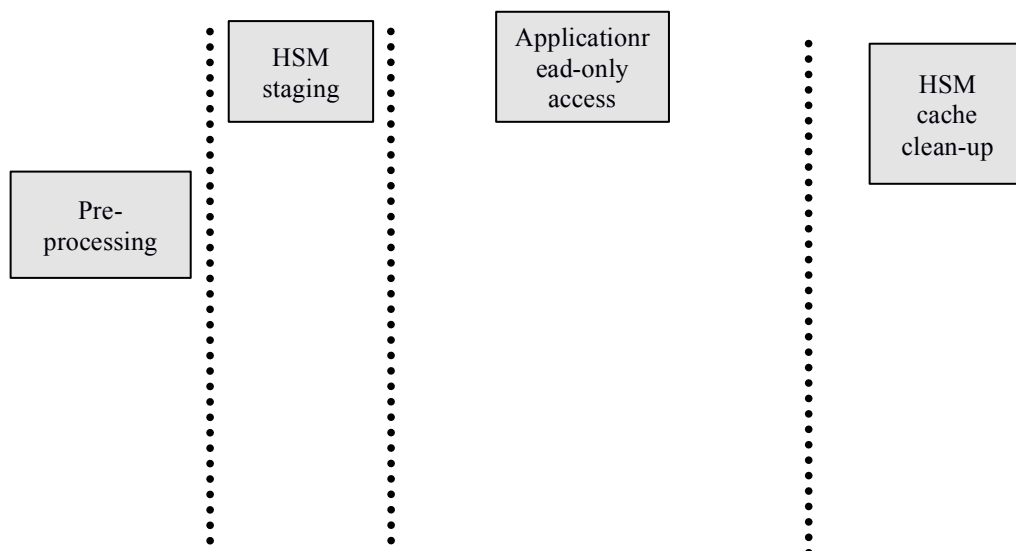 Pre-
processing
HSM
staging
Applicationr
ead-only
access
HSM
cache
clean-up